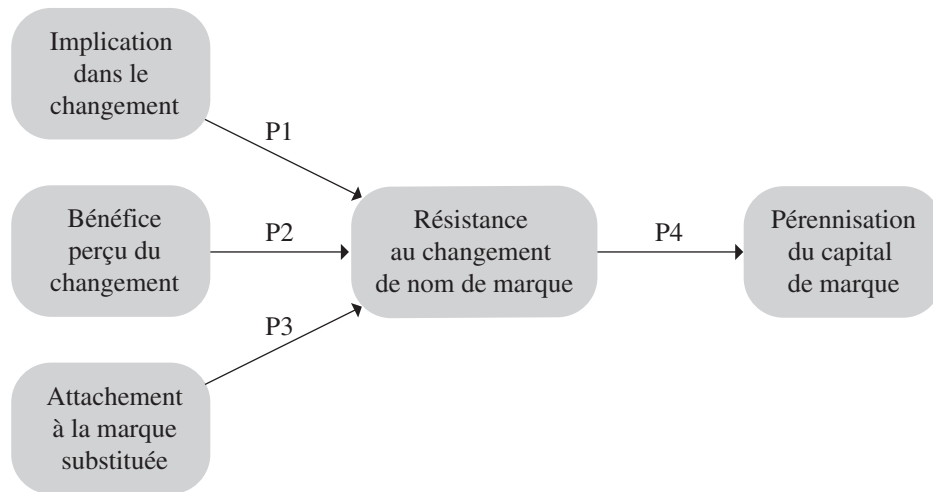 Implication
dans le
changement
P1
Bénéfice
perçu du
changement
P2
Résistance
au changement
de nom de marque
P4
Pérennisation
du capital
de marque
P3
Attachement
à la marque
substituée